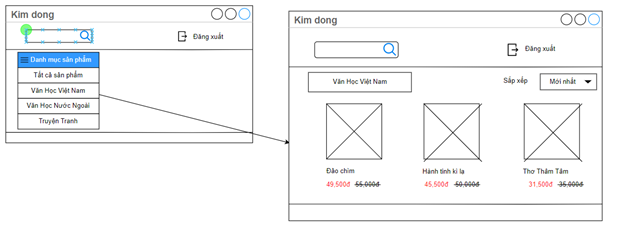 Kim dong
Đăng xuất
Danh mục sản phẩm
Tất cả sản phẩm
Văn Học Việt Nam
Văn Học Nước Ngoài
Truyện Tranh
Kim dong
Đăng xuất
Văn Học Việt Nam
Sắp xếp
Mới nhất
Đảo chìm
Hành tinh kì lạ
Thơ Thẩm Tâm
49,500đ 55,000đ
45,500đ 50,000đ
31,500đ 35,000đ